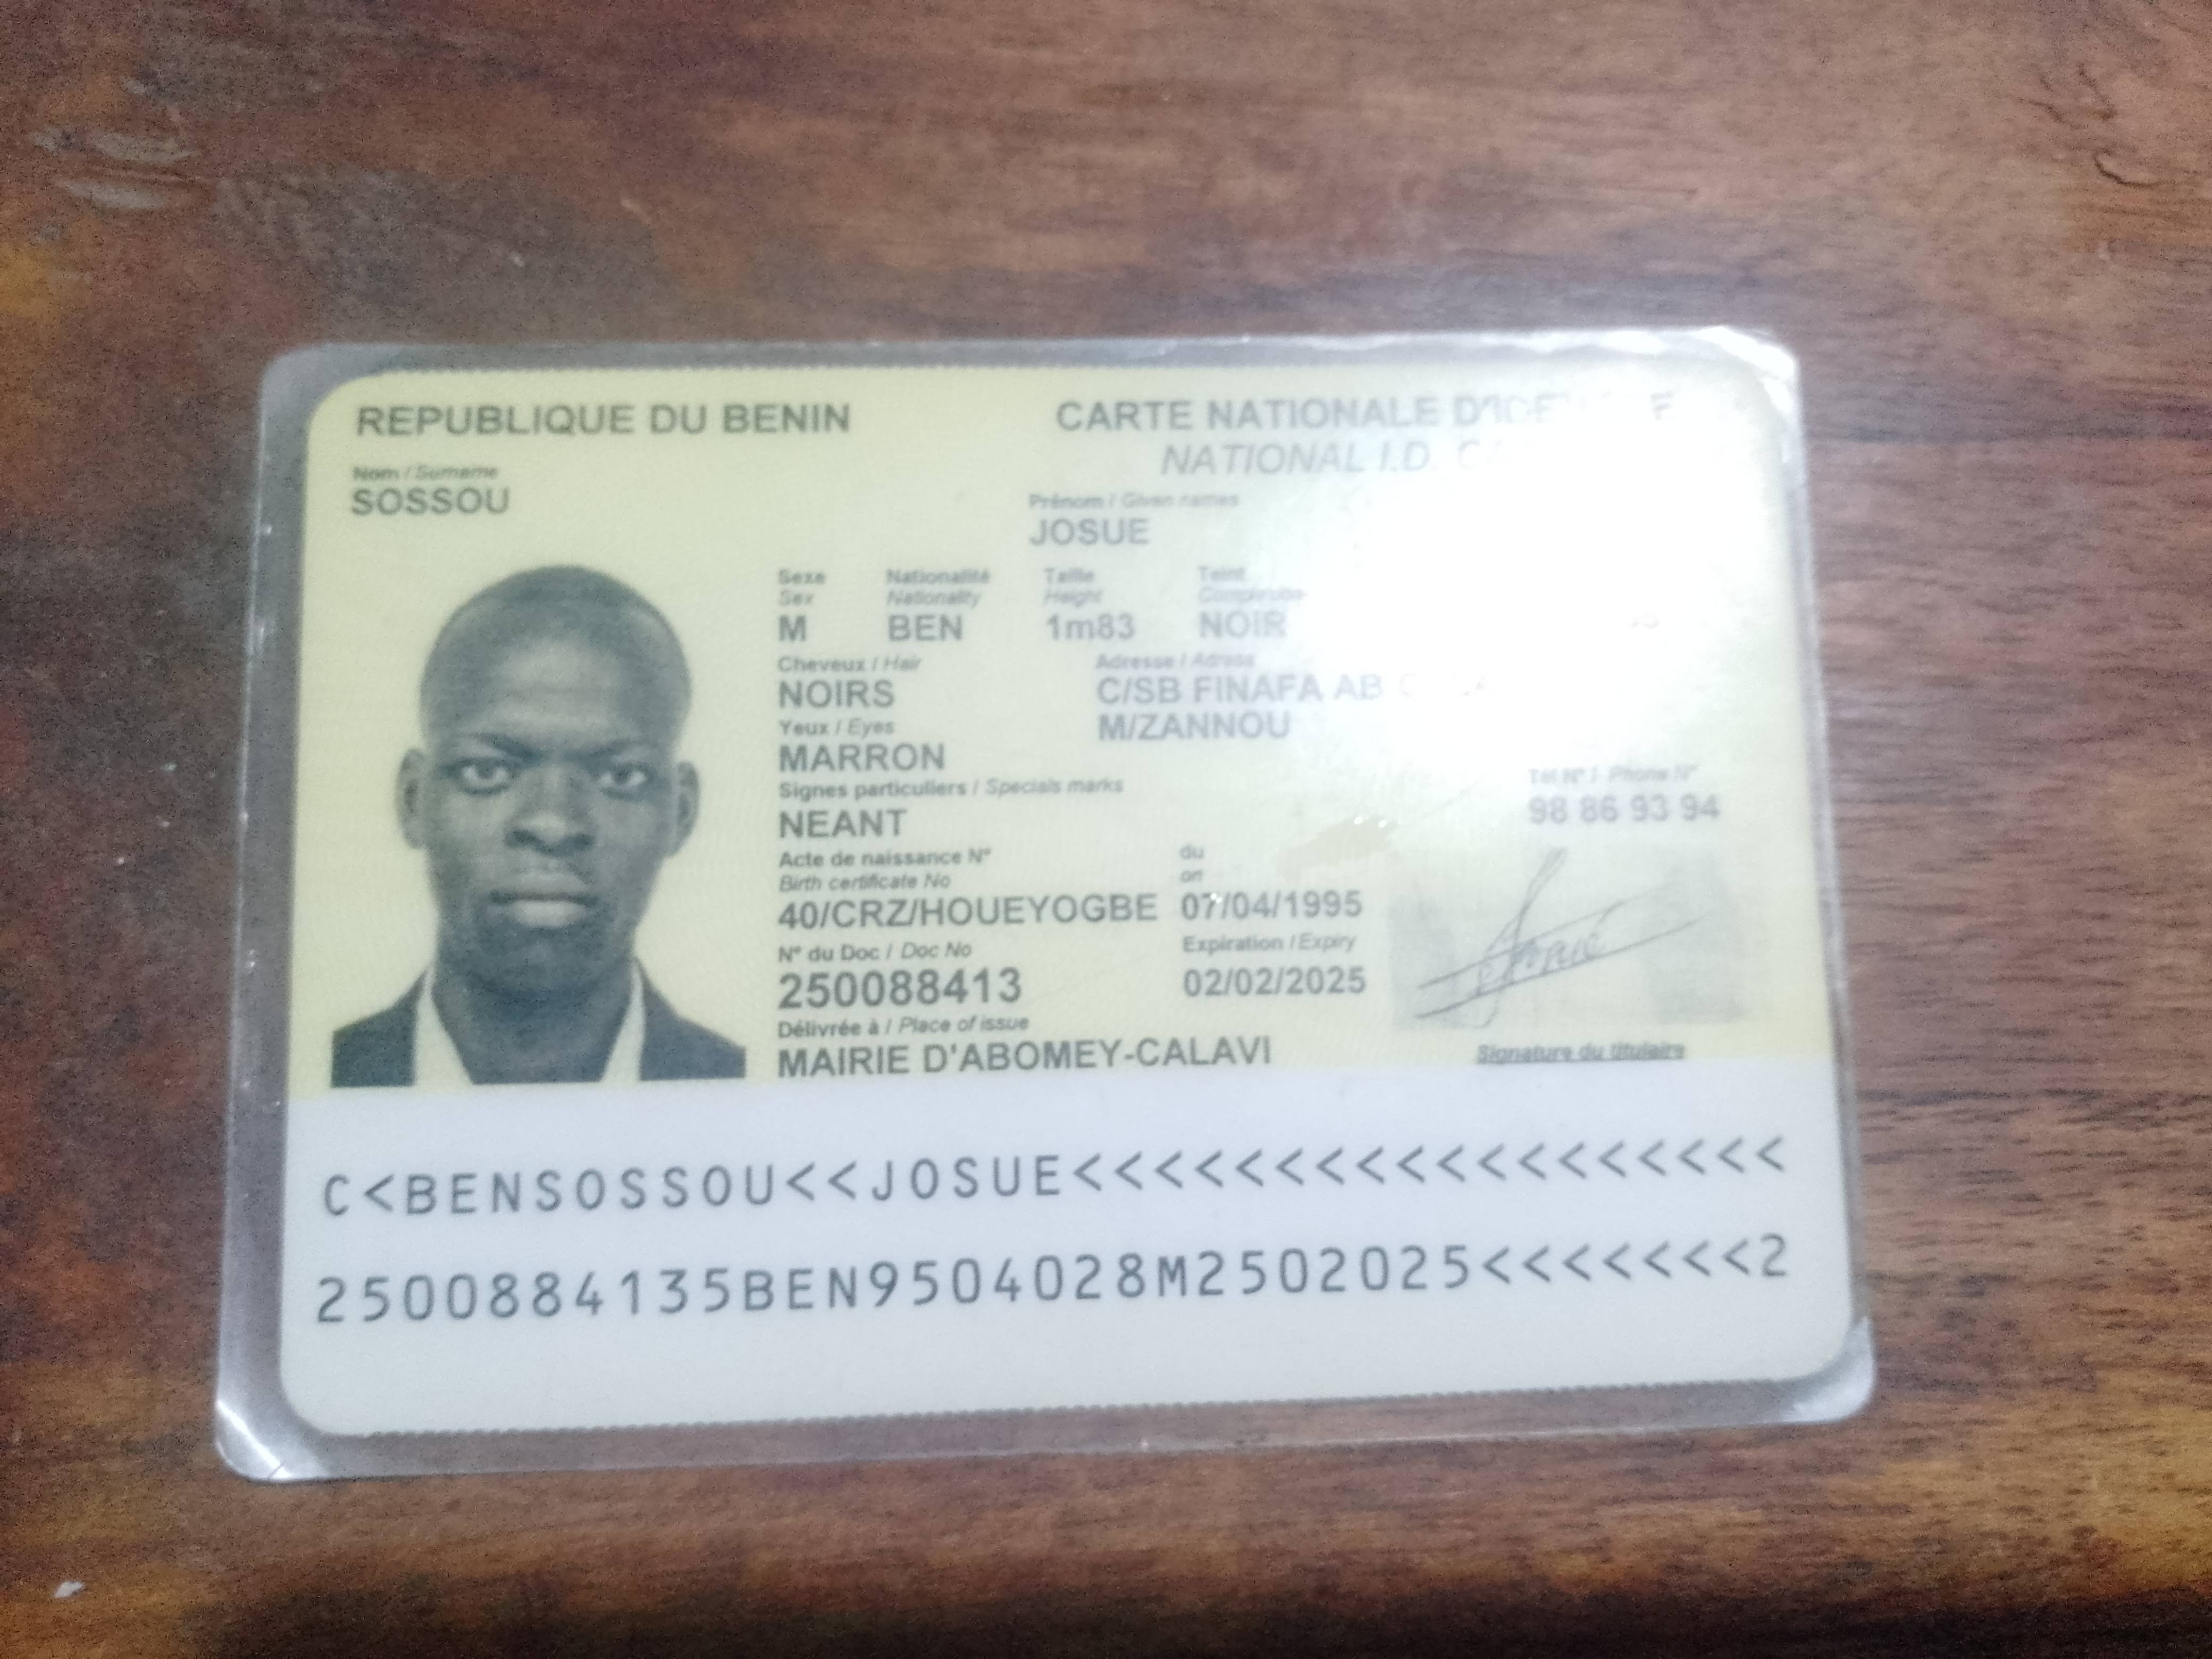 REPUBLIQUE DU BENIN
CARTE NATIONALE
NATIONAL I.D.
Nom / Surname
SOSSOU
Prénom / Given names
JOSUE
Sexe Nationalité Taille Teint
Sex Nationality Height
M BEN 1m83 NOIR
Cheveux / Hair Adresse / Adress
NOIRS C/SB FINAFA AB
Yeux / Eyes M/ZANNOU
MARRON
Signes particuliers / Specials marks Tél N° / Phone N°
NEANT 98 86 93 94
Acte de naissance N° du
Birth certificate No on
40/CRZ/HOUEYOGBE 07/04/1995
N° du Doc / Doc No Expiration / Expiry
250088413 02/02/2025
Délivrée à / Place of issue
MAIRIE D'ABOMEY-CALAVI Signature du titulaire
C<BENSOSSOU<<JOSUE<<<<<<<<<<<<<<<<<<
2500884135BEN9504028M2502025<<<<<<<2